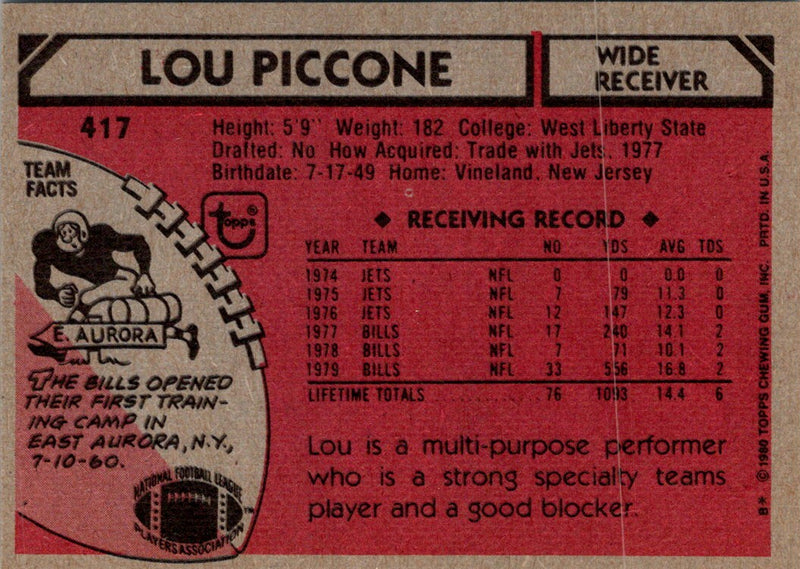 LOU PICCONE
WIDE
RECEIVER
417
Height: 5'9" Weight: 182 College: West Liberty State
Drafted: No How Acquired: Trade with Jets, 1977
Birthdate: 7-17-49 Home: Vineland, New Jersey
TEAM
FACTS
topps®
E. AURORA
THE BILLS OPENED
THEIR FIRST TRAIN-
ING CAMP IN
EAST AURORA, N.Y.,
7-10-60.
NATIONAL FOOTBALL LEAGUE
PLAYERS ASSOCIATION
◆ RECEIVING RECORD ◆
YEAR TEAM NO YDS AVG TDS
1974 JETS NFL 0 0 0.0 0
1975 JETS NFL 7 79 11.3 0
1976 JETS NFL 12 147 12.3 0
1977 BILLS NFL 17 240 14.1 2
1978 BILLS NFL 7 71 10.1 2
1979 BILLS NFL 33 556 16.8 2
LIFETIME TOTALS 76 1093 14.4 6
Lou is a multi-purpose performer
who is a strong specialty teams
player and a good blocker.
B* ©1980 TOPPS CHEWING GUM, INC. PRTD. IN U.S.A.